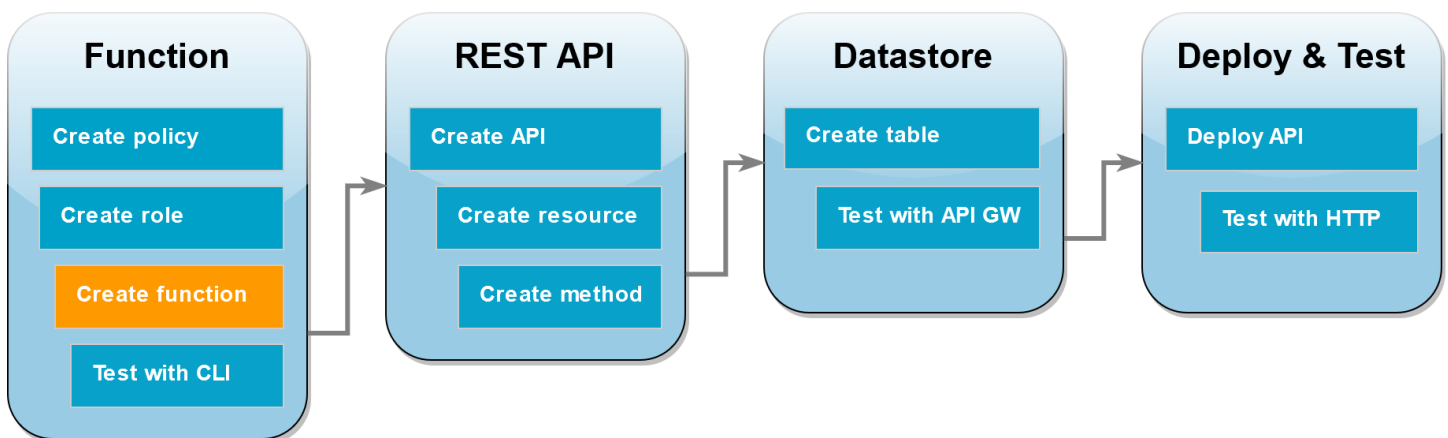 Function
Create policy
Create role
Create function
Test with CLI
REST API
Create API
Create resource
Create method
Datastore
Create table
Test with API GW
Deploy & Test
Deploy API
Test with HTTP